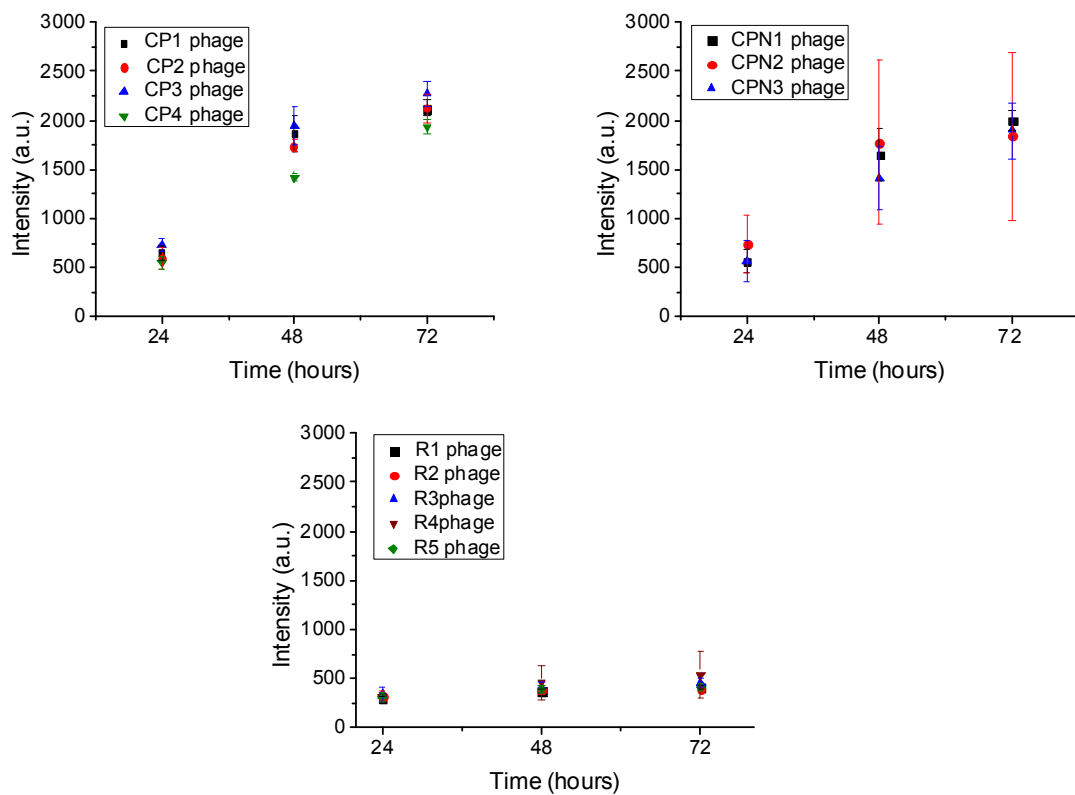 3000
2500
2000
1500
1000
500
0
Intensity (a.u.)
CP1 phage
CP2 phage
CP3 phage
CP4 phage
24 48 72
Time (hours)
3000
2500
2000
1500
1000
500
0
Intensity (a.u.)
CPN1 phage
CPN2 phage
CPN3 phage
24 48 72
Time (hours)
3000
2500
2000
1500
1000
500
0
Intensity (a.u.)
R1 phage
R2 phage
R3phage
R4phage
R5 phage
24 48 72
Time (hours)